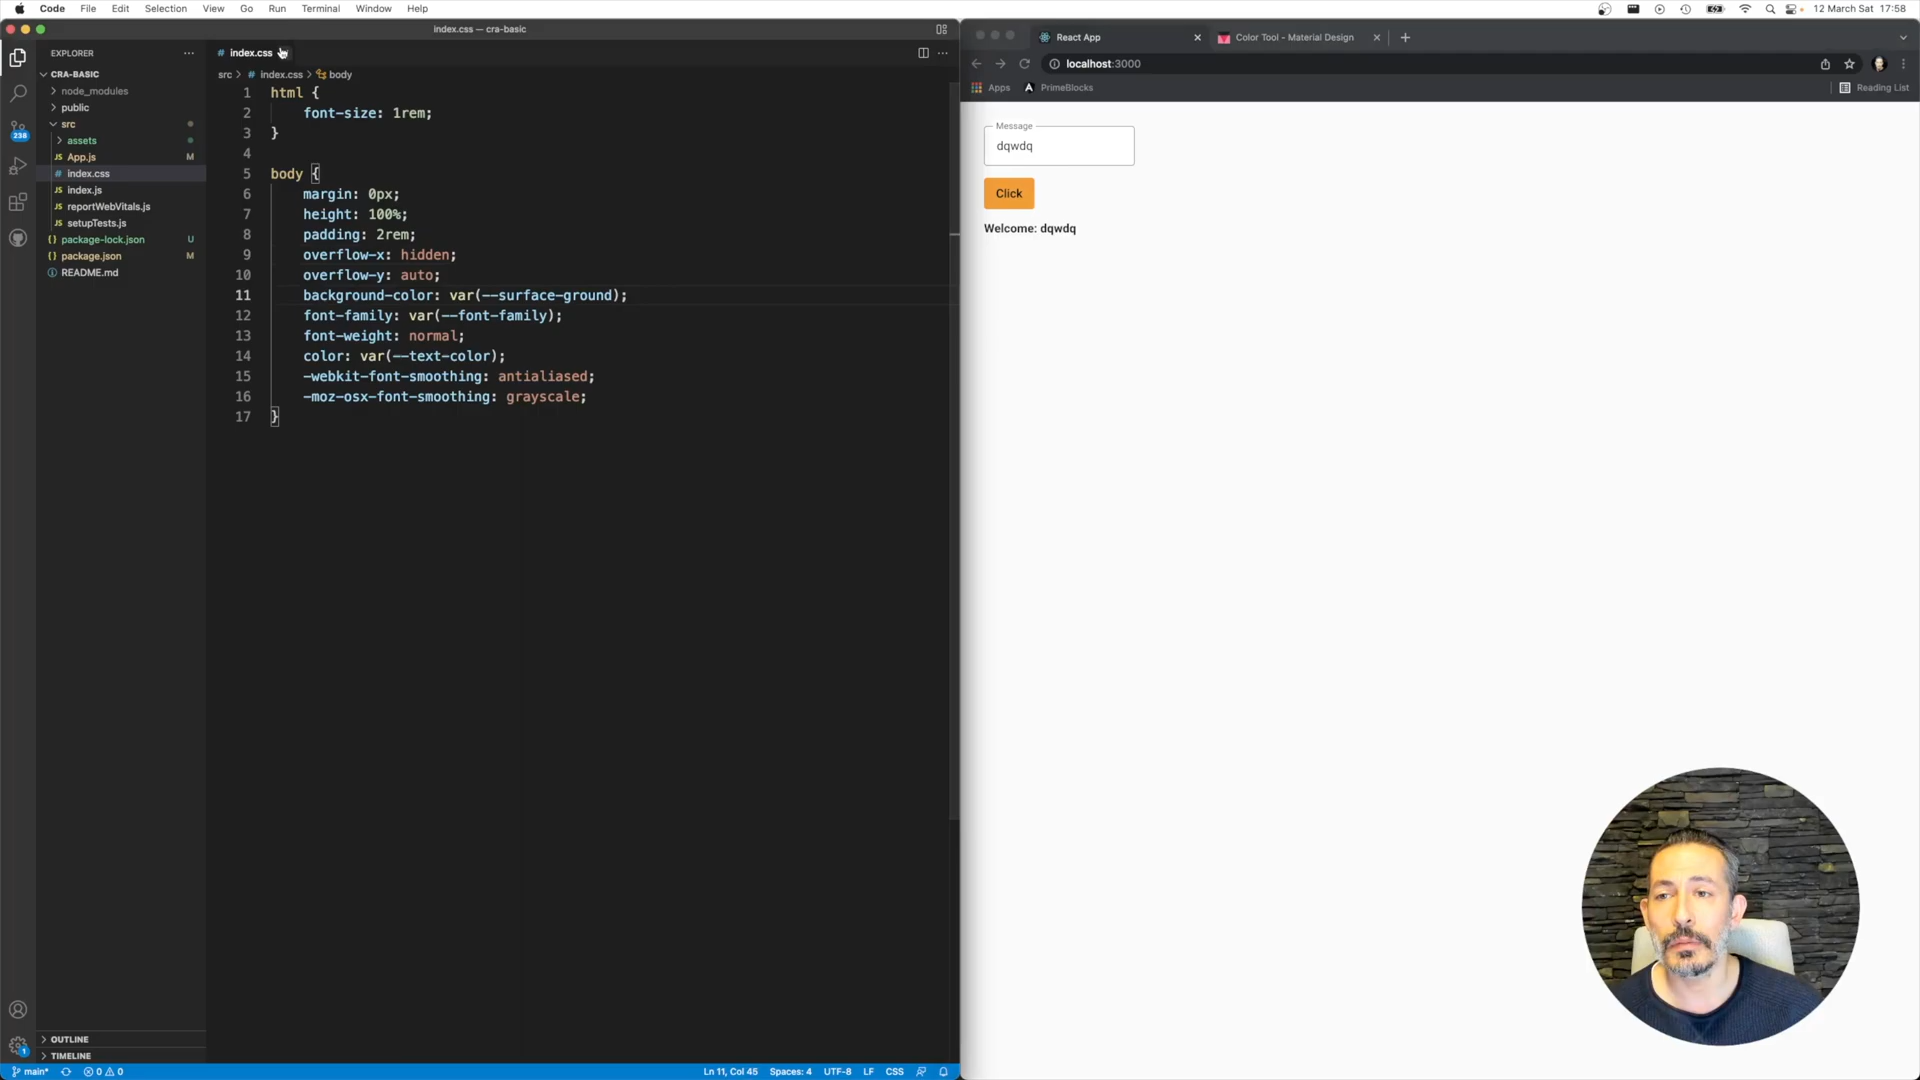 Code File Edit Selection View Go Run Terminal Window Help
12 March Sat 17:58
index.css — cra-basic
EXPLORER
CRA-BASIC
node_modules
public
src
assets
JS App.js M
# index.css
JS index.js
JS reportWebVitals.js
JS setupTests.js
{} package-lock.json U
{} package.json M
README.md
238
1
OUTLINE
TIMELINE
# index.css
src > # index.css > body
1 html {
2 font-size: 1rem;
3 }
4
5 body {
6 margin: 0px;
7 height: 100%;
8 padding: 2rem;
9 overflow-x: hidden;
10 overflow-y: auto;
11 background-color: var(--surface-ground);
12 font-family: var(--font-family);
13 font-weight: normal;
14 color: var(--text-color);
15 -webkit-font-smoothing: antialiased;
16 -moz-osx-font-smoothing: grayscale;
17 }
main* 0 0 Ln 11, Col 45 Spaces: 4 UTF-8 LF CSS
React App
Color Tool - Material Design
localhost:3000
Apps PrimeBlocks Reading List
Message
dqwdq
Click
Welcome: dqwdq